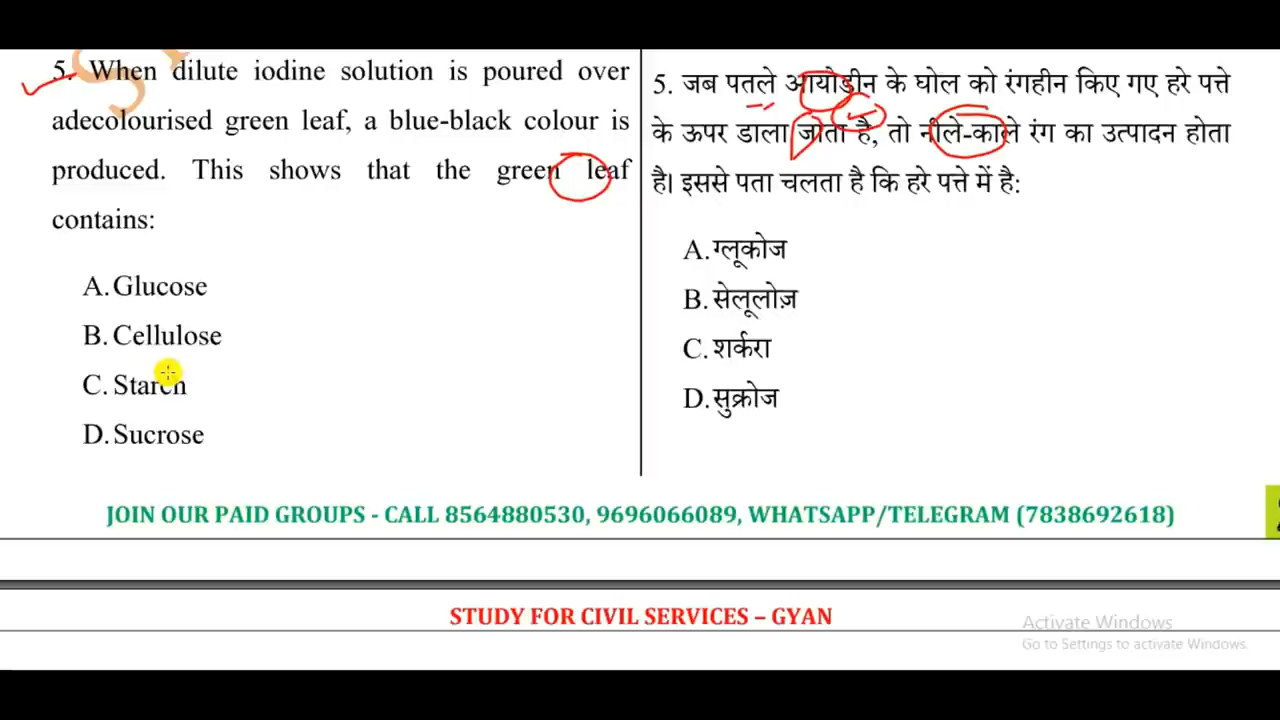 5. When dilute iodine solution is poured over
adecolourised green leaf, a blue-black colour is
produced. This shows that the green leaf
contains:
A. Glucose
B. Cellulose
C. Starch
D. Sucrose
5. जब पतले आयोडीन के घोल को रंगहीन किए गए हरे पत्ते
के ऊपर डाला जाता है, तो नीले-काले रंग का उत्पादन होता
है। इससे पता चलता है कि हरे पत्ते में है:
A. ग्लूकोज
B. सेलूलोज़
C. शर्करा
D. सुक्रोज
JOIN OUR PAID GROUPS - CALL 8564880530, 9696066089, WHATSAPP/TELEGRAM (7838692618)
STUDY FOR CIVIL SERVICES – GYAN
Activate Windows
Go to Settings to activate Windows.